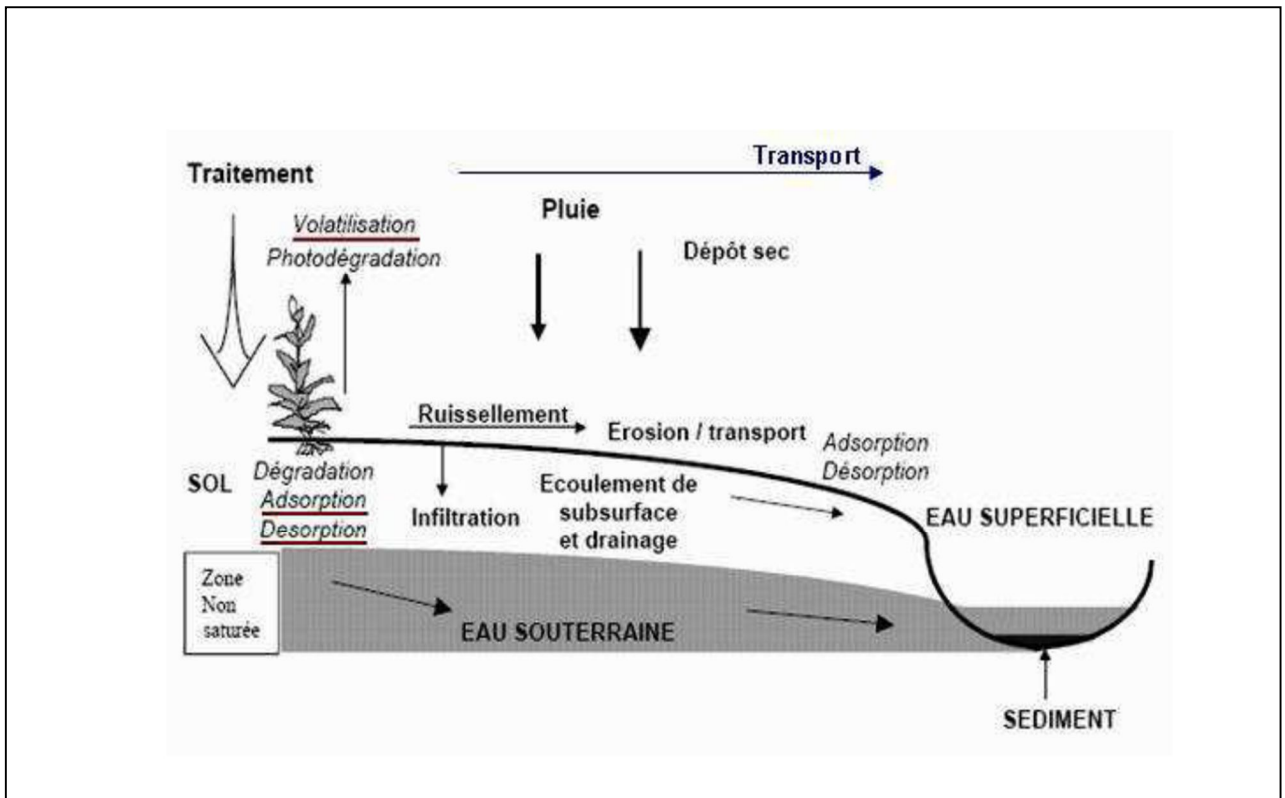 Transport
Traitement
Pluie
Volatilisation
Photodégradation
Dépôt sec
Ruissellement
Erosion / transport
Adsorption
Désorption
SOL
Dégradation
Adsorption
Desorption
Infiltration
Ecoulement de
subsurface
et drainage
EAU SUPERFICIELLE
Zone
Non
saturée
EAU SOUTERRAINE
SEDIMENT